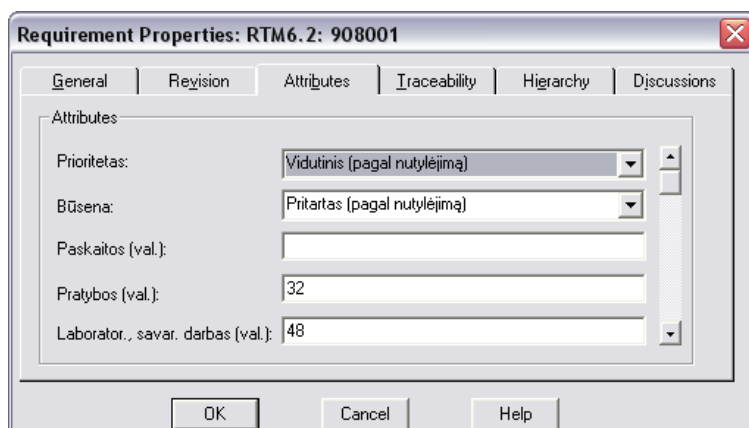 Requirement Properties: RTM6.2: 908001
General Revision Attributes Traceability Hierarchy Discussions
Attributes
Prioritetas: Vidutinis (pagal nutylėjimą)
Būsena: Pritartas (pagal nutylėjimą)
Paskaitos (val.):
Pratybos (val.): 32
Laborator., savar. darbas (val.): 48
OK Cancel Help